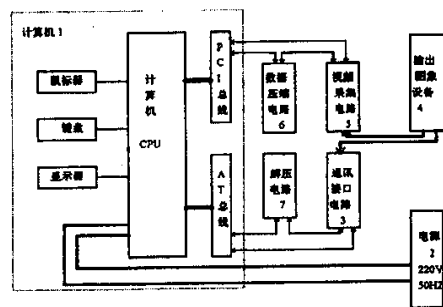 计算机1
鼠标器
键盘
显示器
计
算
机
CPU
P
C
I
总
线
A
T
总
线
数据
压缩
电路
6
视频
采集
电路
5
输出
图象
设备
4
解压
电路
7
通讯
接口
电路
3
电源
2
220V
50HZ